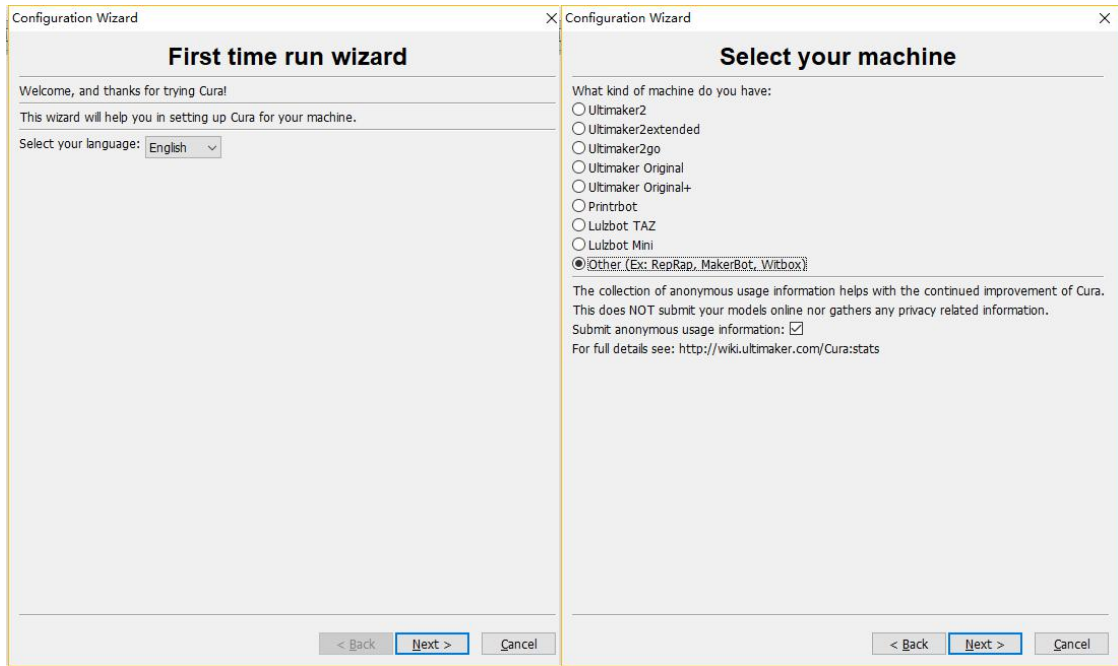 Configuration Wizard
First time run wizard
Welcome, and thanks for trying Cura!
This wizard will help you in setting up Cura for your machine.
Select your language: English
< Back Next > Cancel
Configuration Wizard
Select your machine
What kind of machine do you have:
Ultimaker2
Ultimaker2extended
Ultimaker2go
Ultimaker Original
Ultimaker Original+
Printrbot
Lulzbot TAZ
Lulzbot Mini
Other (Ex: RepRap, MakerBot, Witbox)
The collection of anonymous usage information helps with the continued improvement of Cura.
This does NOT submit your models online nor gathers any privacy related information.
Submit anonymous usage information:
For full details see: http://wiki.ultimaker.com/Cura:stats
< Back Next > Cancel